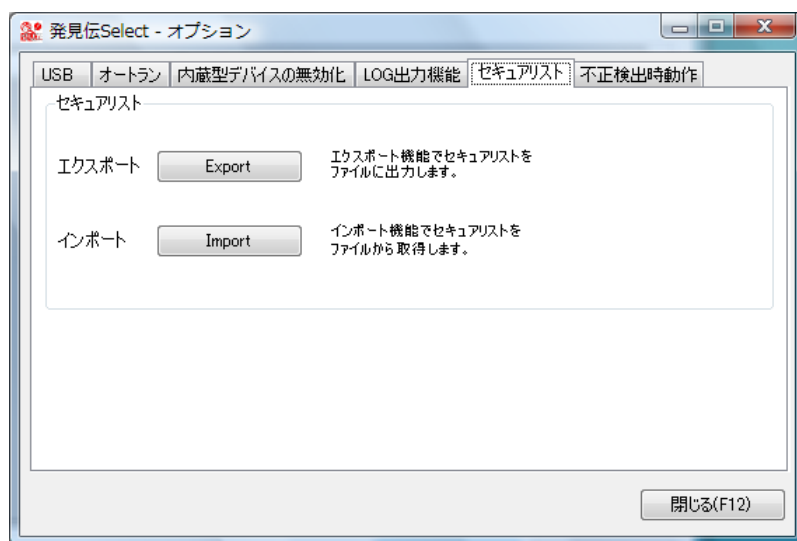 発見伝Select - オプション
USB オートラン 内蔵型デバイスの無効化 LOG出力機能 セキュアリスト 不正検出時動作
セキュアリスト
エクスポート Export エクスポート機能でセキュアリストを
ファイルに出力します。
インポート Import インポート機能でセキュアリストを
ファイルから取得します。
閉じる(F12)